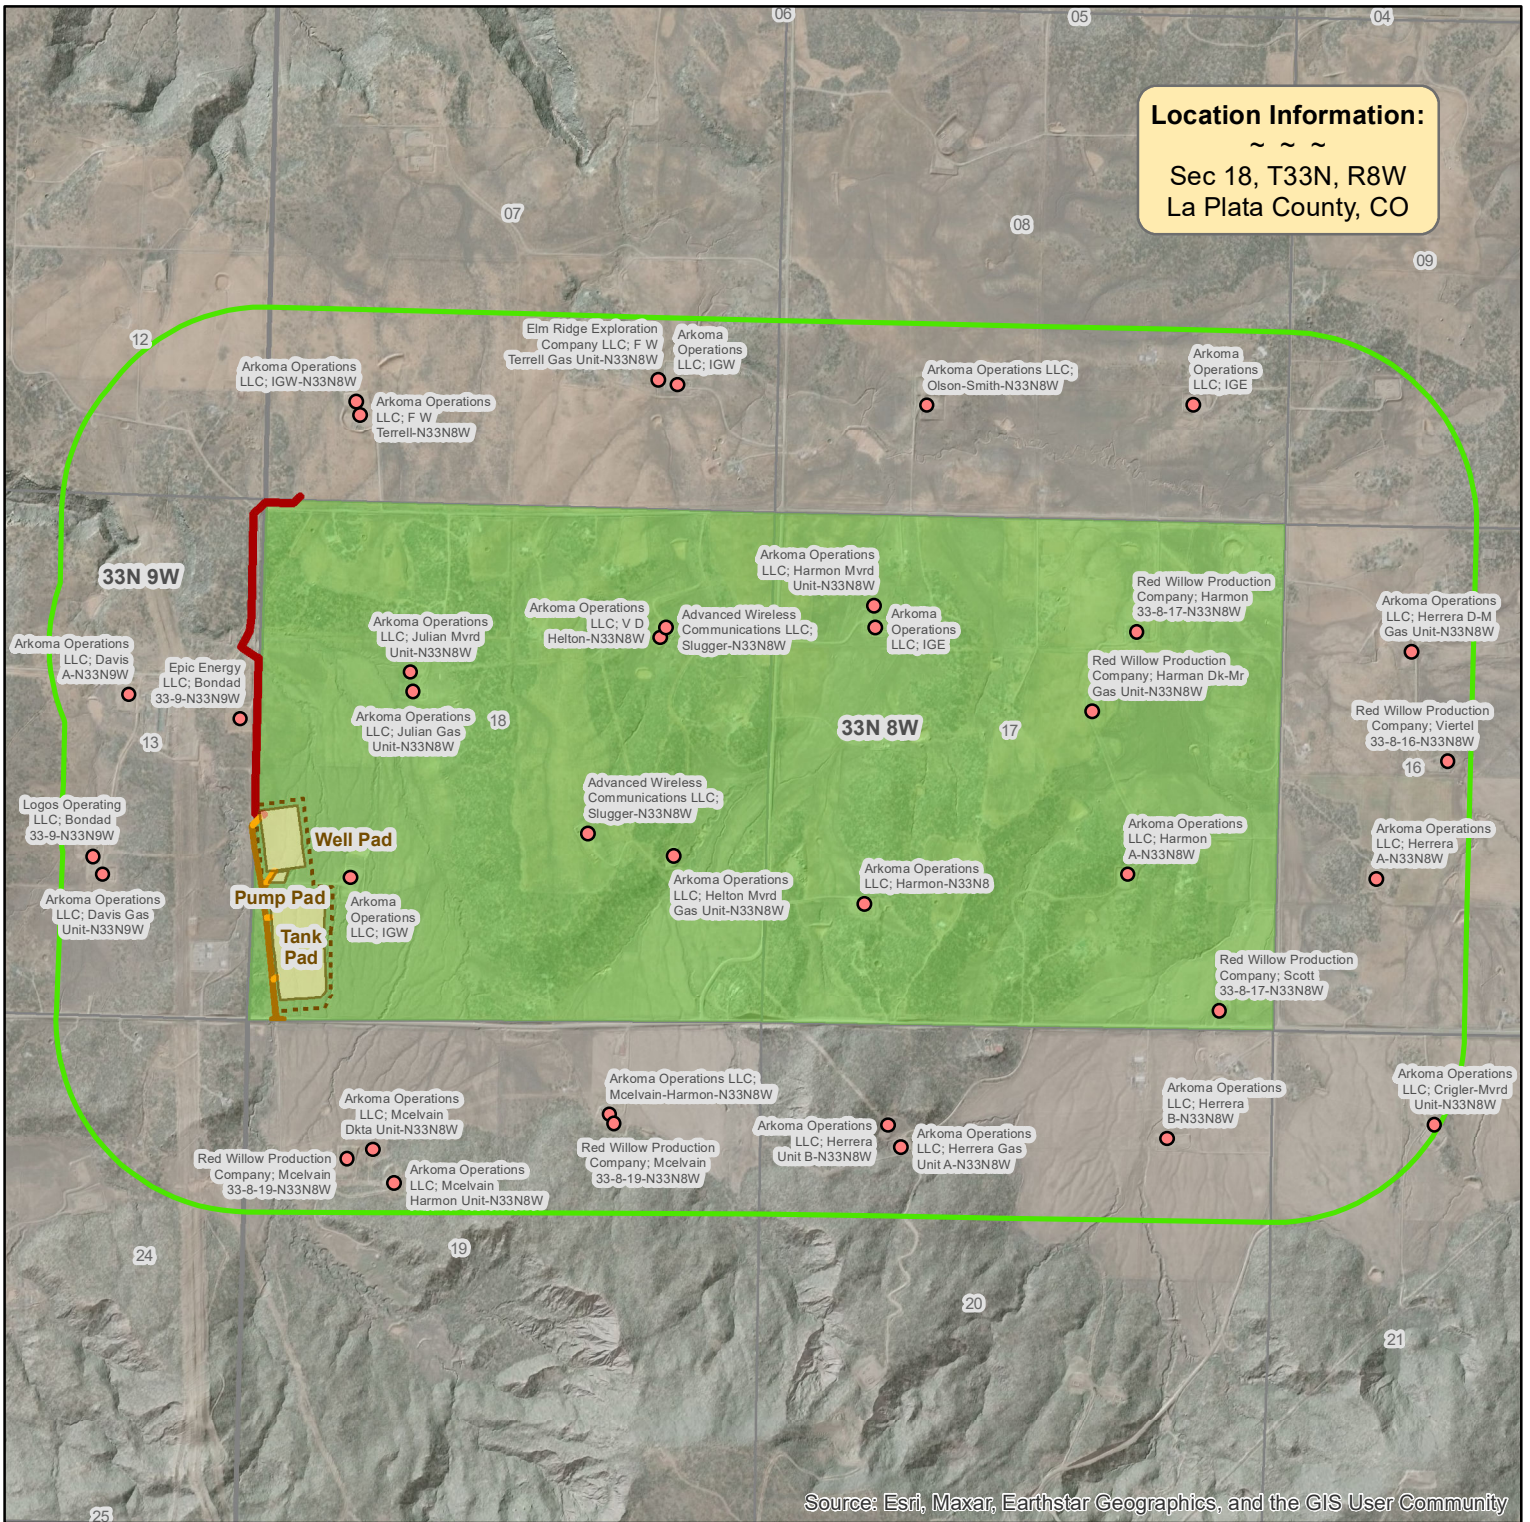 06
05
04
Location Information:
~ ~ ~
Sec 18, T33N, R8W
La Plata County, CO
07
08
09
12
Elm Ridge Exploration
Company LLC; F W
Terrell Gas Unit-N33N8W
Arkoma
Operations
LLC; IGW
Arkoma Operations
LLC; IGW-N33N8W
Arkoma Operations
LLC; F W
Terrell-N33N8W
Arkoma Operations LLC;
Olson-Smith-N33N8W
Arkoma
Operations
LLC; IGE
33N 9W
Arkoma Operations
LLC; Harmon Mvrd
Unit-N33N8W
Arkoma
Operations
LLC; IGE
Red Willow Production
Company; Harmon
33-8-17-N33N8W
Arkoma Operations
LLC; Herrera D-M
Gas Unit-N33N8W
Arkoma Operations
LLC; V D
Helton-N33N8W
Advanced Wireless
Communications LLC;
Slugger-N33N8W
Arkoma Operations
LLC; Julian Mvrd
Unit-N33N8W
Arkoma Operations
LLC; Davis
A-N33N9W
Epic Energy
LLC; Bondad
33-9-N33N9W
Red Willow Production
Company; Harman Dk-Mr
Gas Unit-N33N8W
Arkoma Operations
LLC; Julian Gas
Unit-N33N8W
18
33N 8W
17
Red Willow Production
Company; Viertel
33-8-16-N33N8W
16
13
Advanced Wireless
Communications LLC;
Slugger-N33N8W
Logos Operating
LLC; Bondad
33-9-N33N9W
Well Pad
Arkoma Operations
LLC; Harmon
A-N33N8W
Arkoma Operations
LLC; Herrera
A-N33N8W
Arkoma Operations
LLC; Davis Gas
Unit-N33N9W
Pump Pad
Arkoma
Operations
LLC; IGW
Arkoma Operations
LLC; Helton Mvrd
Gas Unit-N33N8W
Arkoma Operations
LLC; Harmon-N33N8
Tank
Pad
Red Willow Production
Company; Scott
33-8-17-N33N8W
Arkoma Operations LLC;
Mcelvain-Harmon-N33N8W
Arkoma Operations
LLC; Mcelvain
Dkta Unit-N33N8W
Arkoma Operations
LLC; Herrera
B-N33N8W
Arkoma Operations
LLC; Crigler-Mvrd
Unit-N33N8W
Arkoma Operations
LLC; Herrera
Unit B-N33N8W
Arkoma Operations
LLC; Herrera Gas
Unit A-N33N8W
Red Willow Production
Company; Mcelvain
33-8-19-N33N8W
Red Willow Production
Company; Mcelvain
33-8-19-N33N8W
Arkoma Operations
LLC; Mcelvain
Harmon Unit-N33N8W
24
19
20
21
25
Source: Esri, Maxar, Earthstar Geographics, and the GIS User Community